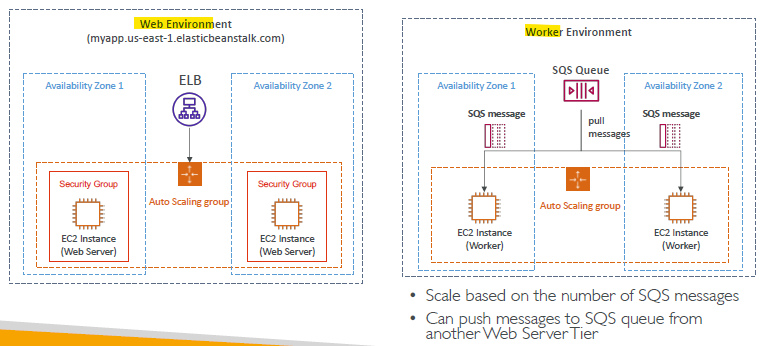 Web Environment
(myapp.us-east-1.elasticbeanstalk.com)
Availability Zone 1
ELB
Availability Zone 2
Auto Scaling group
Security Group
EC2 Instance
(Web Server)
Security Group
EC2 Instance
(Web Server)
Worker Environment
SQS Queue
Availability Zone 1
Availability Zone 2
SQS message
pull
messages
SQS message
Auto Scaling group
EC2 Instance
(Worker)
EC2 Instance
(Worker)
• Scale based on the number of SQS messages
• Can push messages to SQS queue from
another Web Server Tier